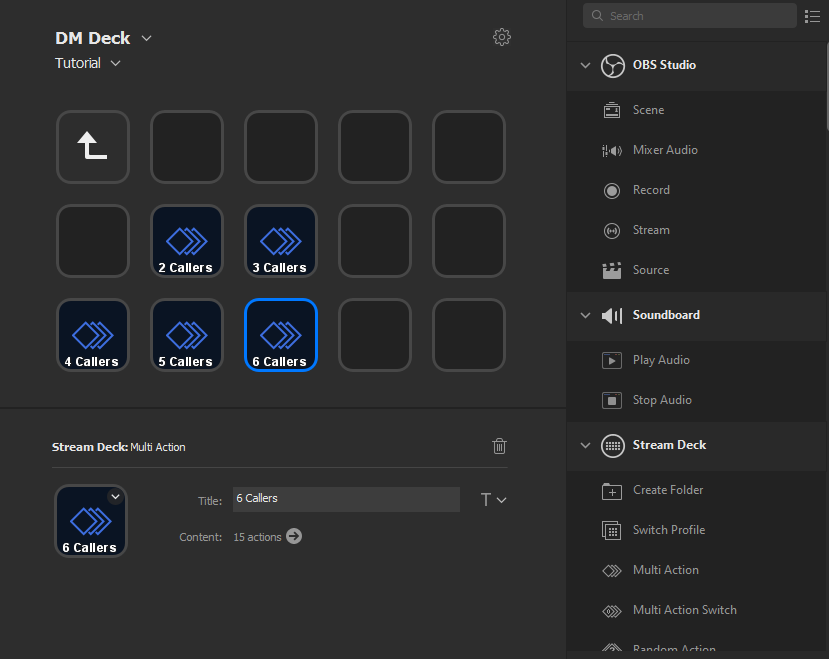 DM Deck
Tutorial
2 Callers
3 Callers
4 Callers
5 Callers
6 Callers
Stream Deck: Multi Action
6 Callers
Title:
6 Callers
T
Content:
15 actions
Search
OBS Studio
Scene
Mixer Audio
Record
Stream
Source
Soundboard
Play Audio
Stop Audio
Stream Deck
Create Folder
Switch Profile
Multi Action
Multi Action Switch
Random Action